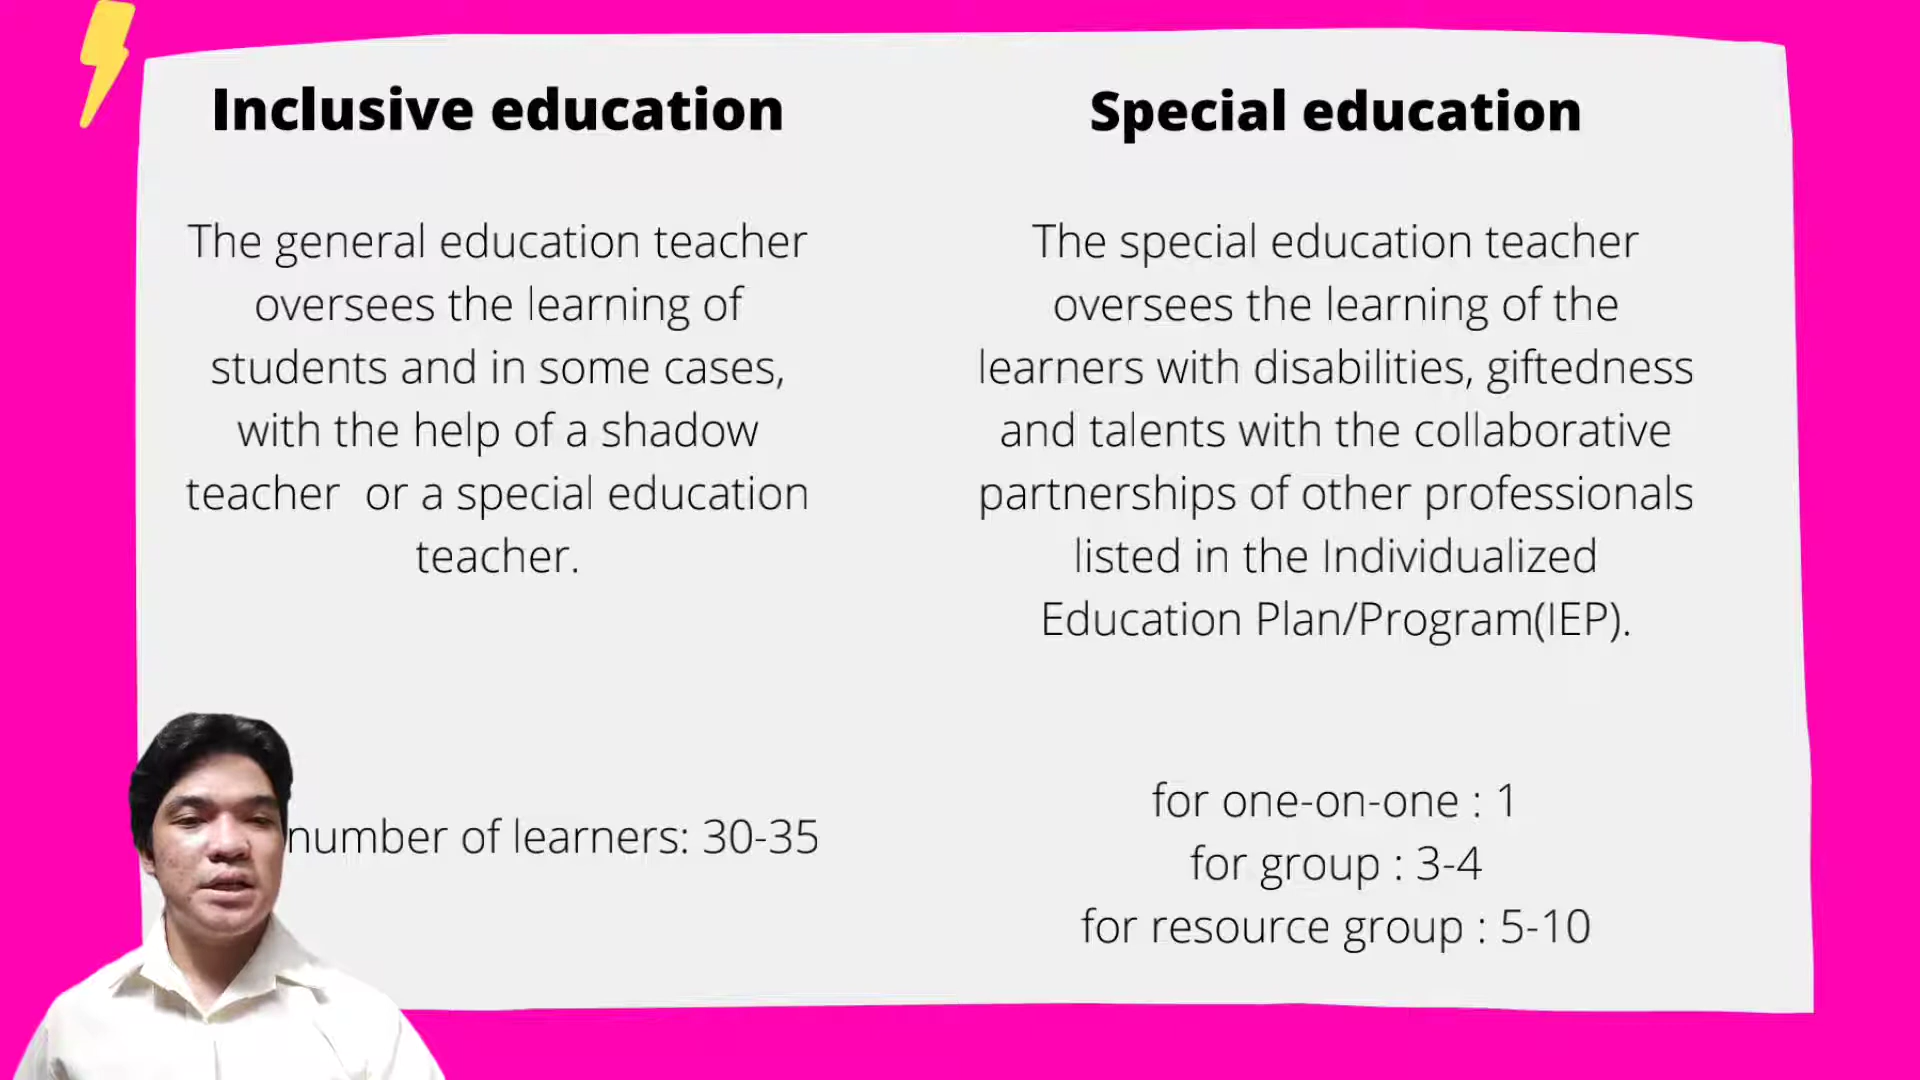 Inclusive education
The general education teacher
oversees the learning of
students and in some cases,
with the help of a shadow
teacher  or a special education
teacher.
number of learners: 30-35
Special education
The special education teacher
oversees the learning of the
learners with disabilities, giftedness
and talents with the collaborative
partnerships of other professionals
listed in the Individualized
Education Plan/Program(IEP).
for one-on-one : 1
for group : 3-4
for resource group : 5-10